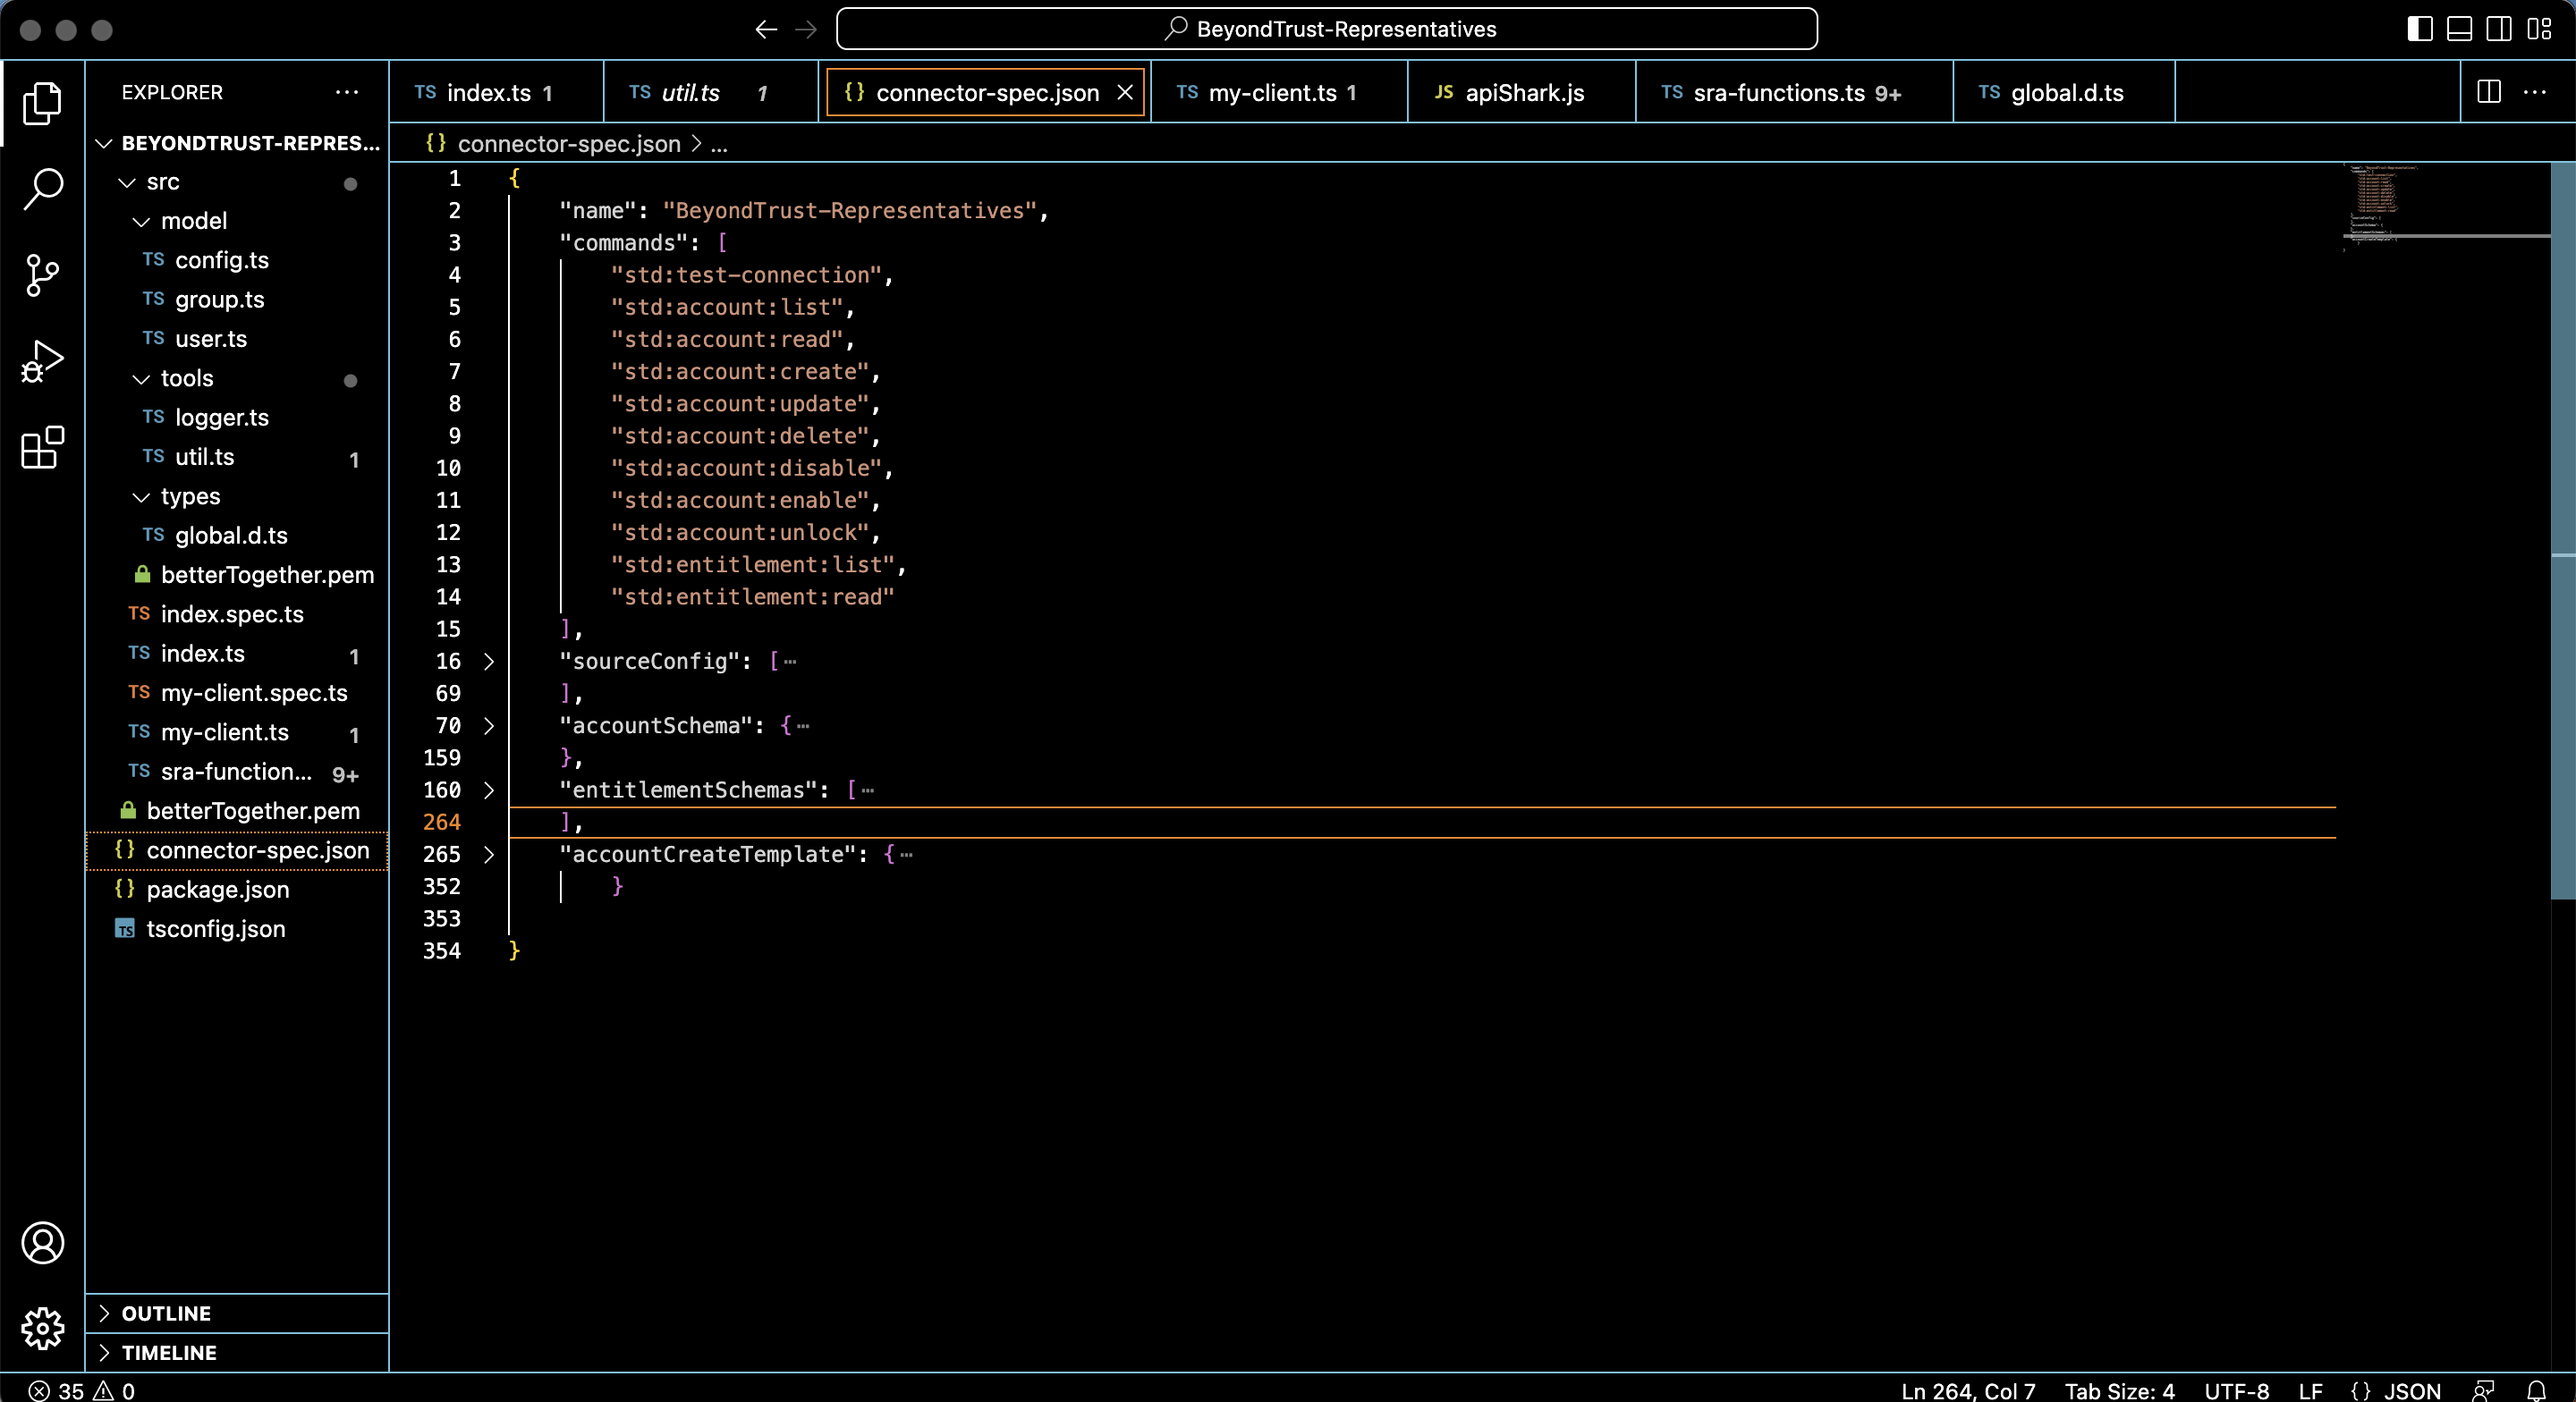 BeyondTrust-Representatives
EXPLORER
BEYONDTRUST-REPRES...
src
model
TS config.ts
TS group.ts
TS user.ts
tools
TS logger.ts
TS util.ts 1
types
TS global.d.ts
betterTogether.pem
TS index.spec.ts
TS index.ts 1
TS my-client.spec.ts
TS my-client.ts 1
TS sra-function... 9+
betterTogether.pem
{} connector-spec.json
{} package.json
TS tsconfig.json
OUTLINE
TIMELINE
TS index.ts 1
TS util.ts 1
{} connector-spec.json
TS my-client.ts 1
JS apiShark.js
TS sra-functions.ts 9+
TS global.d.ts
{} connector-spec.json > ...
1 {
2 "name": "BeyondTrust-Representatives",
3 "commands": [
4 "std:test-connection",
5 "std:account:list",
6 "std:account:read",
7 "std:account:create",
8 "std:account:update",
9 "std:account:delete",
10 "std:account:disable",
11 "std:account:enable",
12 "std:account:unlock",
13 "std:entitlement:list",
14 "std:entitlement:read"
15 ],
16 > "sourceConfig": [⋯
69 ],
70 > "accountSchema": {⋯
159 },
160 > "entitlementSchemas": [⋯
264 ],
265 > "accountCreateTemplate": {⋯
352 }
353
354 }
35 0
Ln 264, Col 7 Tab Size: 4 UTF-8 LF {} JSON